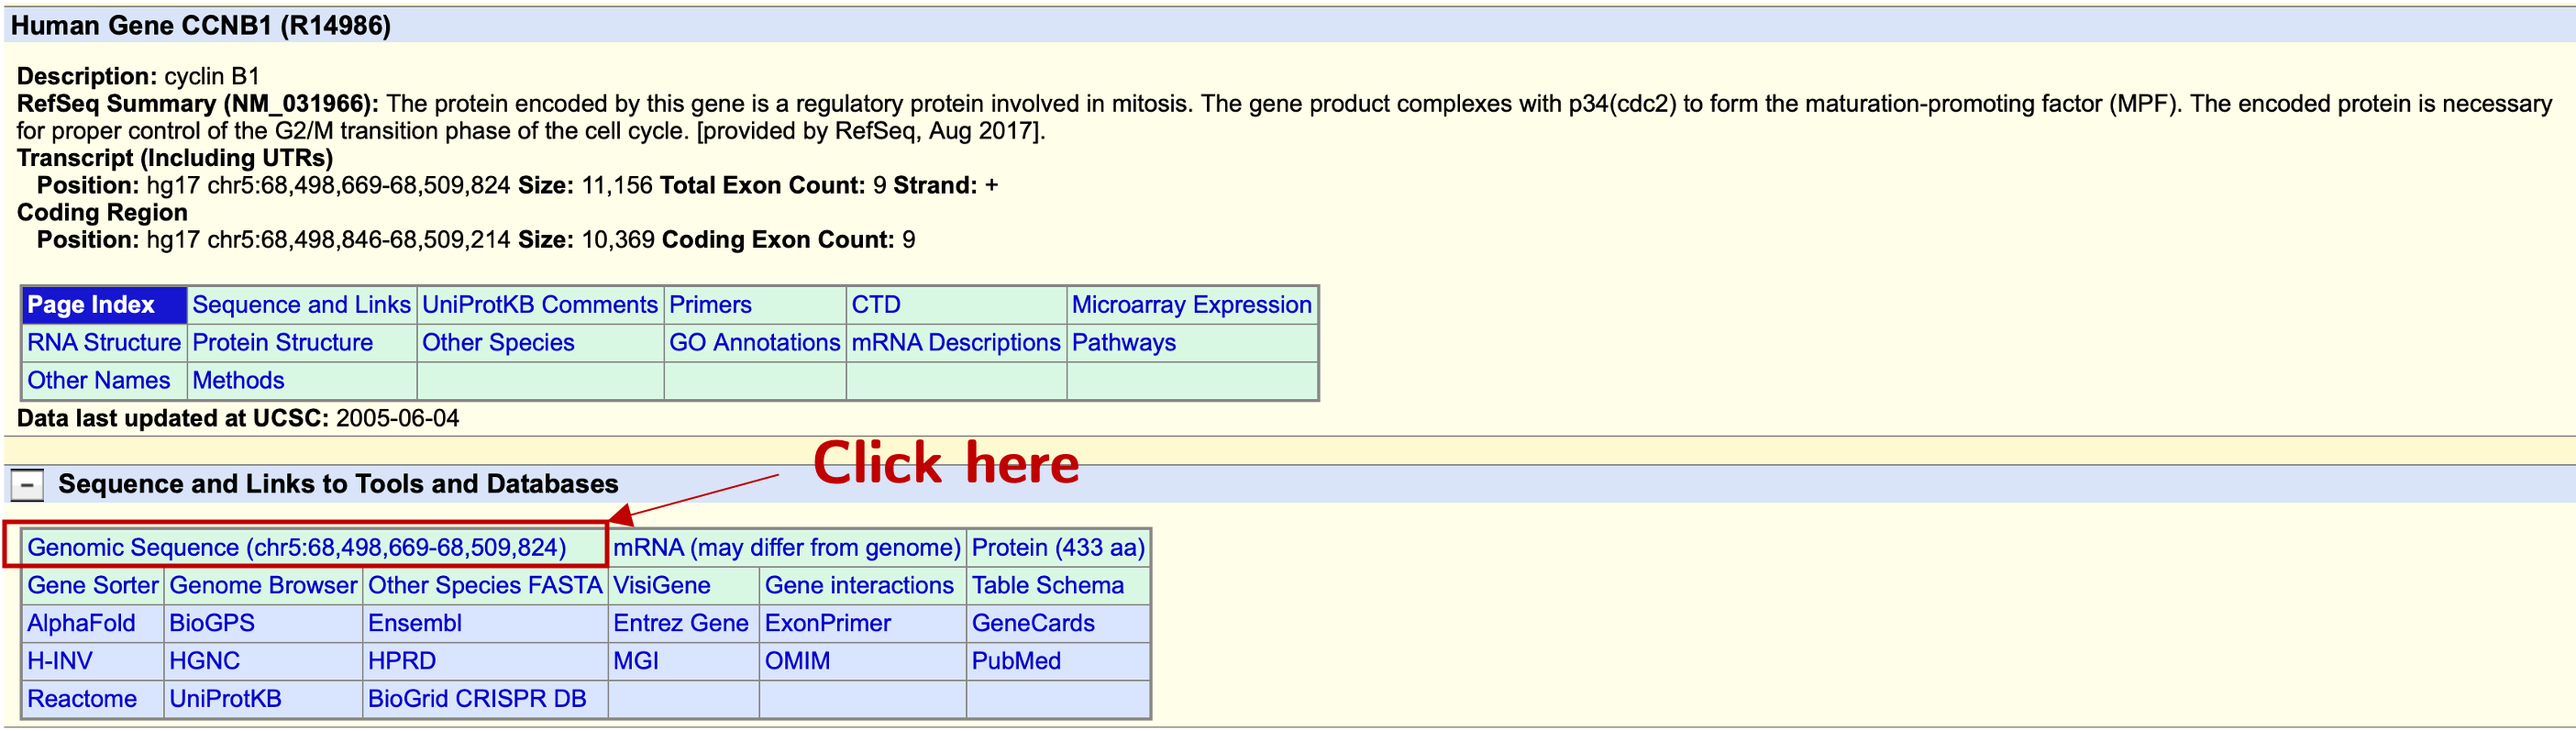 Human Gene CCNB1 (R14986)
Description: cyclin B1
RefSeq Summary (NM_031966): The protein encoded by this gene is a regulatory protein involved in mitosis. The gene product complexes with p34(cdc2) to form the maturation-promoting factor (MPF). The encoded protein is necessary
for proper control of the G2/M transition phase of the cell cycle. [provided by RefSeq, Aug 2017].
Transcript (Including UTRs)
Position: hg17 chr5:68,498,669-68,509,824 Size: 11,156 Total Exon Count: 9 Strand: +
Coding Region
Position: hg17 chr5:68,498,846-68,509,214 Size: 10,369 Coding Exon Count: 9
Page Index Sequence and Links UniProtKB Comments Primers CTD Microarray Expression
RNA Structure Protein Structure Other Species GO Annotations mRNA Descriptions Pathways
Other Names Methods
Data last updated at UCSC: 2005-06-04
Click here
- Sequence and Links to Tools and Databases
Genomic Sequence (chr5:68,498,669-68,509,824) mRNA (may differ from genome) Protein (433 aa)
Gene Sorter Genome Browser Other Species FASTA VisiGene Gene interactions Table Schema
AlphaFold BioGPS Ensembl Entrez Gene ExonPrimer GeneCards
H-INV HGNC HPRD MGI OMIM PubMed
Reactome UniProtKB BioGrid CRISPR DB